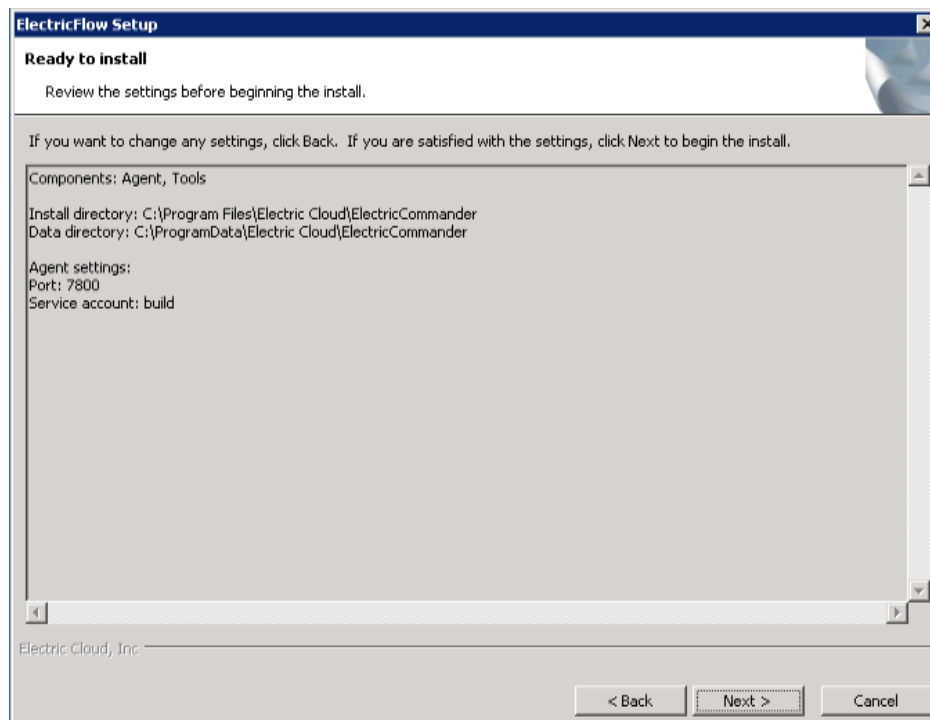 ElectricFlow Setup
Ready to install
Review the settings before beginning the install.
If you want to change any settings, click Back.  If you are satisfied with the settings, click Next to begin the install.
Components: Agent, Tools
Install directory: C:\Program Files\Electric Cloud\ElectricCommander
Data directory: C:\ProgramData\Electric Cloud\ElectricCommander
Agent settings:
Port: 7800
Service account: build
Electric Cloud, Inc
< Back
Next >
Cancel